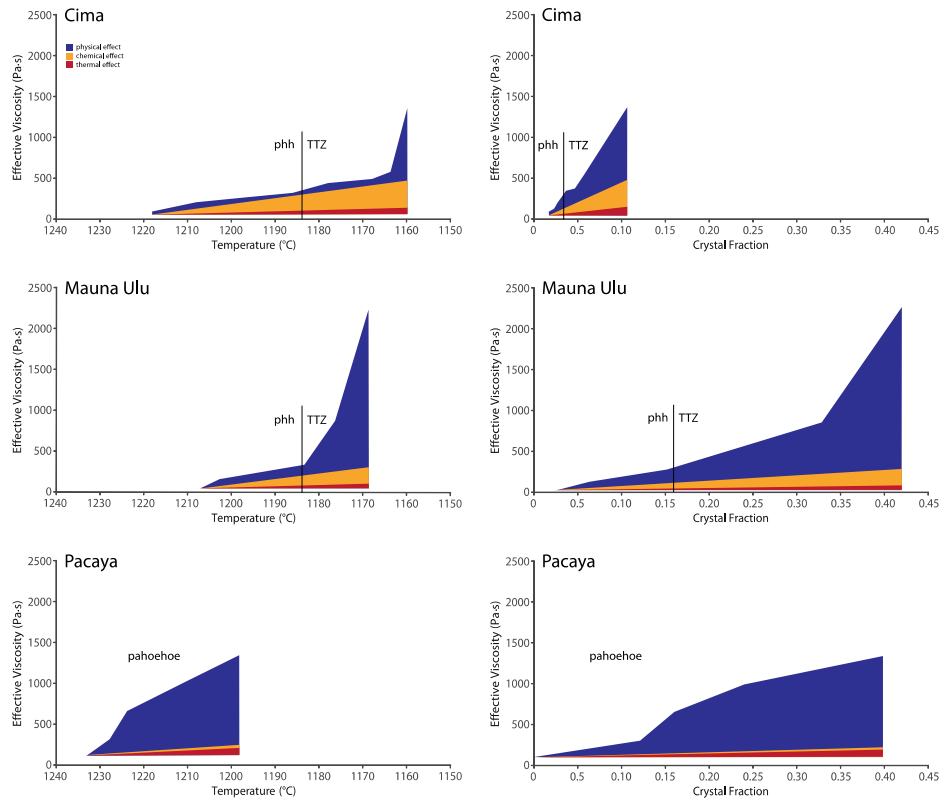 Cima
Effective Viscosity (Pa·s)
2500
2000
1500
1000
500
0
physical effect
chemical effect
thermal effect
phh TTZ
1240 1230 1220 1210 1200 1190 1180 1170 1160 1150
Temperature (°C)
Cima
Effective Viscosity (Pa·s)
2500
2000
1500
1000
500
0
phh TTZ
0 0.5 0.10 0.15 0.20 0.25 0.30 0.35 0.40 0.45
Crystal Fraction
Mauna Ulu
Effective Viscosity (Pa·s)
2500
2000
1500
1000
500
0
phh TTZ
1240 1230 1220 1210 1200 1190 1180 1170 1160 1150
Temperature (°C)
Mauna Ulu
Effective Viscosity (Pa·s)
2500
2000
1500
1000
500
0
phh TTZ
0 0.05 0.10 0.15 0.20 0.25 0.30 0.35 0.40 0.45
Crystal Fraction
Pacaya
Effective Viscosity (Pa·s)
2500
2000
1500
1000
500
0
pahoehoe
1240 1230 1220 1210 1200 1190 1180 1170 1160 1150
Temperature (°C)
Pacaya
Effective Viscosity (Pa·s)
2500
2000
1500
1000
500
0
pahoehoe
0 0.05 0.10 0.15 0.20 0.25 0.30 0.35 0.40 0.45
Crystal Fraction